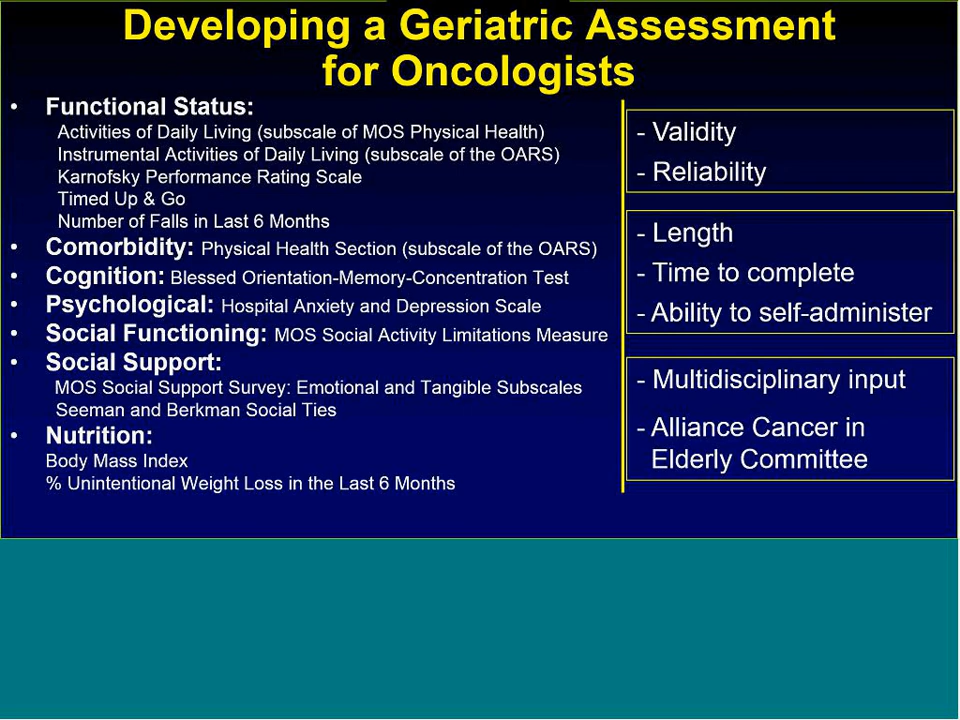 Developing a Geriatric Assessment
for Oncologists
• Functional Status:
Activities of Daily Living (subscale of MOS Physical Health)
Instrumental Activities of Daily Living (subscale of the OARS)
Karnofsky Performance Rating Scale
Timed Up & Go
Number of Falls in Last 6 Months
• Comorbidity: Physical Health Section (subscale of the OARS)
• Cognition: Blessed Orientation-Memory-Concentration Test
• Psychological: Hospital Anxiety and Depression Scale
• Social Functioning: MOS Social Activity Limitations Measure
• Social Support:
MOS Social Support Survey: Emotional and Tangible Subscales
Seeman and Berkman Social Ties
• Nutrition:
Body Mass Index
% Unintentional Weight Loss in the Last 6 Months
- Validity
- Reliability
- Length
- Time to complete
- Ability to self-administer
- Multidisciplinary input
- Alliance Cancer in
Elderly Committee